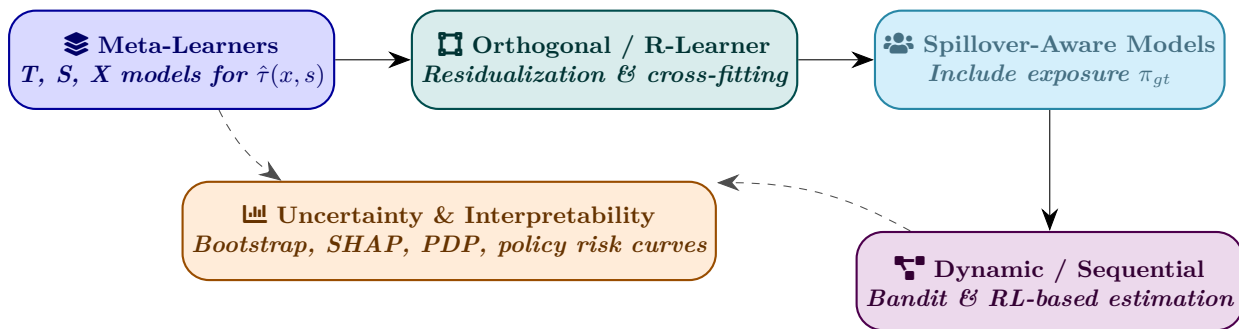 Meta-Learners
T, S, X models for τ̂(x, s)
Orthogonal / R-Learner
Residualization & cross-fitting
Spillover-Aware Models
Include exposure π_gt
Uncertainty & Interpretability
Bootstrap, SHAP, PDP, policy risk curves
Dynamic / Sequential
Bandit & RL-based estimation